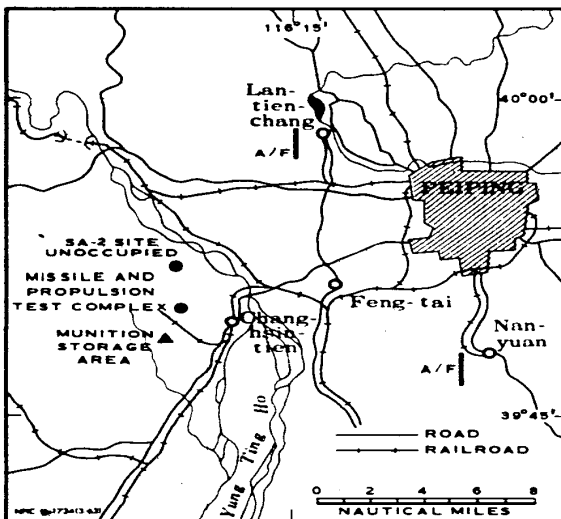 116° 15'
Lan-
tien-
chang
40° 00'
A/F
PEIPING
SA-2 SITE
UNOCCUPIED
MISSILE AND
PROPULSION
TEST COMPLEX
MUNITION
STORAGE
AREA
Chang-
hsin-
tien
Feng-tai
Nan-
yuan
A/F
39° 45'
Yung Ting Ho
ROAD
RAILROAD
0 2 4 6 8
NAUTICAL MILES